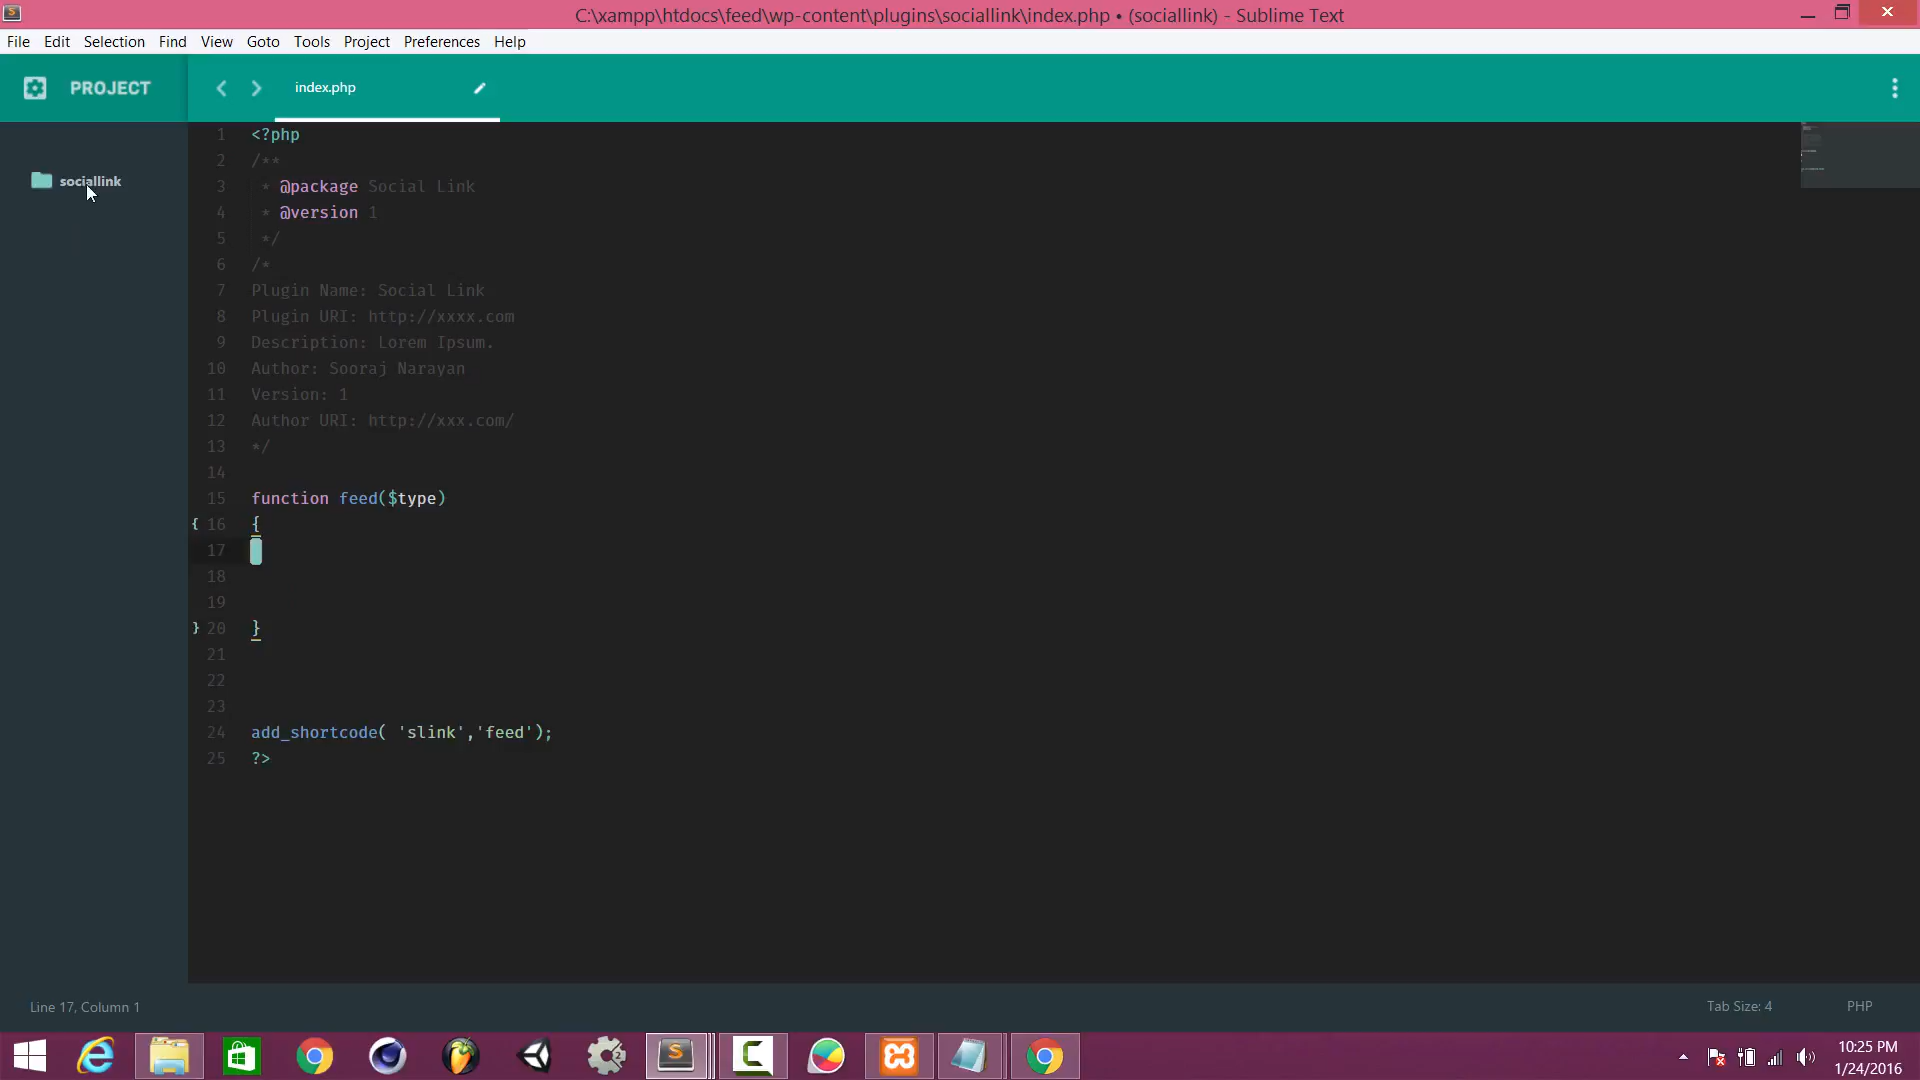 C:\xampp\htdocs\feed\wp-content\plugins\sociallink\index.php • (sociallink) - Sublime Text
File Edit Selection Find View Goto Tools Project Preferences Help
PROJECT
index.php
sociallink
1 <?php
2 /**
3 * @package Social Link
4 * @version 1
5 */
6 /*
7 Plugin Name: Social Link
8 Plugin URI: http://xxxx.com
9 Description: Lorem Ipsum.
10 Author: Sooraj Narayan
11 Version: 1
12 Author URI: http://xxx.com/
13 */
14
15 function feed($type)
{ 16 {
17
18
19
} 20 }
21
22
23
24 add_shortcode( 'slink','feed');
25 ?>
Line 17, Column 1
Tab Size: 4
PHP
10:25 PM
1/24/2016